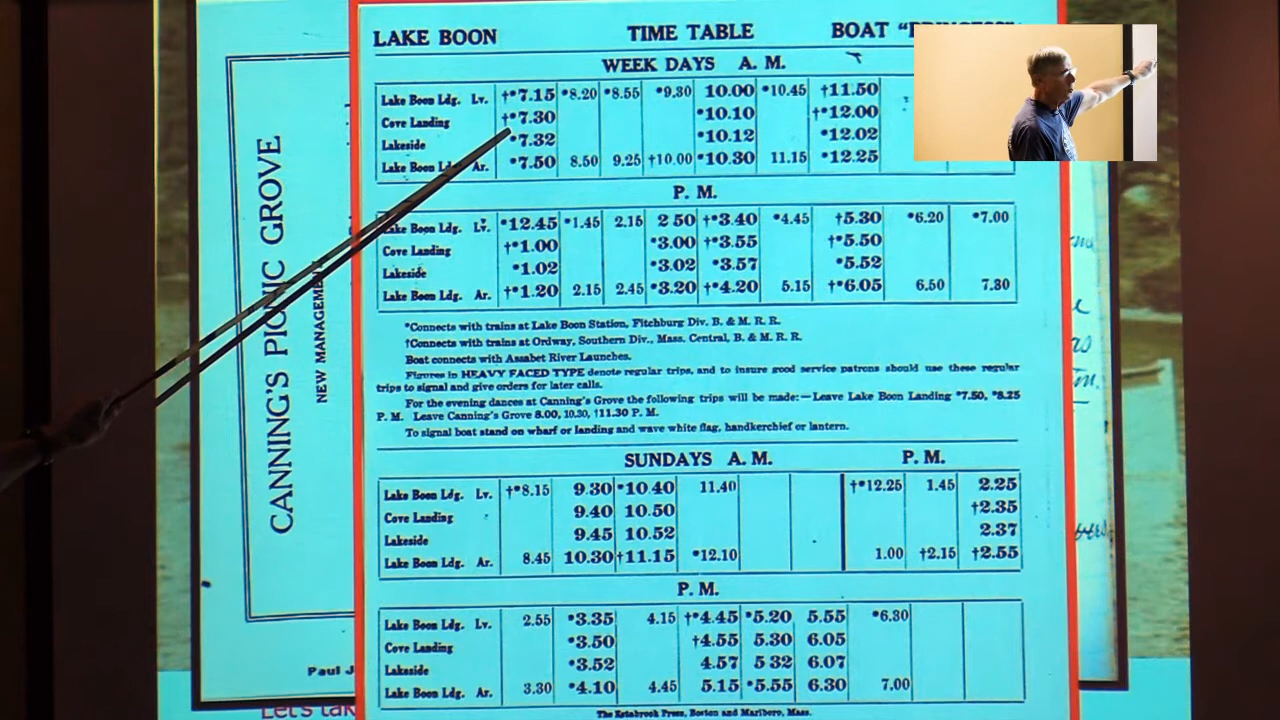 LAKE BOON TIME TABLE BOAT
WEEK DAYS A. M.
Lake Boon Ldg. Lv. †*7.15 *8.20 *8.55 *9.30 10.00 *10.45 †11.50
Cove Landing †*7.30 *10.10 †*12.00
Lakeside *7.32 *10.12 *12.02
Lake Boon Ar. *7.50 8.50 9.25 †10.00 *10.30 11.15 *12.25
P. M.
Lake Boon Ldg. Lv. *12.45 *1.45 2.15 2 50 †*3.40 *4.45 †5.30 *6.20 *7.00
Cove Landing †*1.00 *3.00 †*3.55 †*5.50
Lakeside *1.02 *3.02 *3.57 *5.52
Lake Boon Ldg. Ar. †*1.20 2.15 2.45 *3.20 †*4.20 5.15 †*6.05 6.50 7.30
*Connects with trains at Lake Boon Station, Fitchburg Div. B. & M. R. R.
†Connects with trains at Ordway, Southern Div., Mass. Central, B. & M. R. R.
Boat connects with Assabet River Launches.
Figures in HEAVY FACED TYPE denote regular trips, and to insure good service patrons should use these regular
trips to signal and give orders for later calls.
For the evening dances at Canning's Grove the following trips will be made:—Leave Lake Boon Landing *7.50, *8.25
P. M. Leave Canning's Grove 8.00, 10.30, †11.30 P. M.
To signal boat stand on wharf or landing and wave white flag, handkerchief or lantern.
SUNDAYS A. M. P. M.
Lake Boon Ldg. Lv. †*8.15 9.30 *10 40 11.40 †*12.25 1.45 2.25
Cove Landing 9.40 10.50 †2.35
Lakeside 9.45 10.52 2.37
Lake Boon Ldg. Ar. 8.45 10.30 †11.15 *12.10 1.00 †2.15 †2.55
P. M.
Lake Boon Ldg. Lv. 2.55 *3.35 4.15 †*4.45 *5.20 5.55 *6.30
Cove Landing *3.50 †4.55 5.30 6.05
Lakeside *3.52 4.57 5 32 6.07
Lake Boon Ldg. Ar. 3.30 *4.10 4.45 5.15 *5.55 6.30 7.00
The Estabrook Press, Boston and Marlboro, Mass.
CANNING'S PICNIC GROVE
NEW MANAGEMEN
Paul J
Let's tak